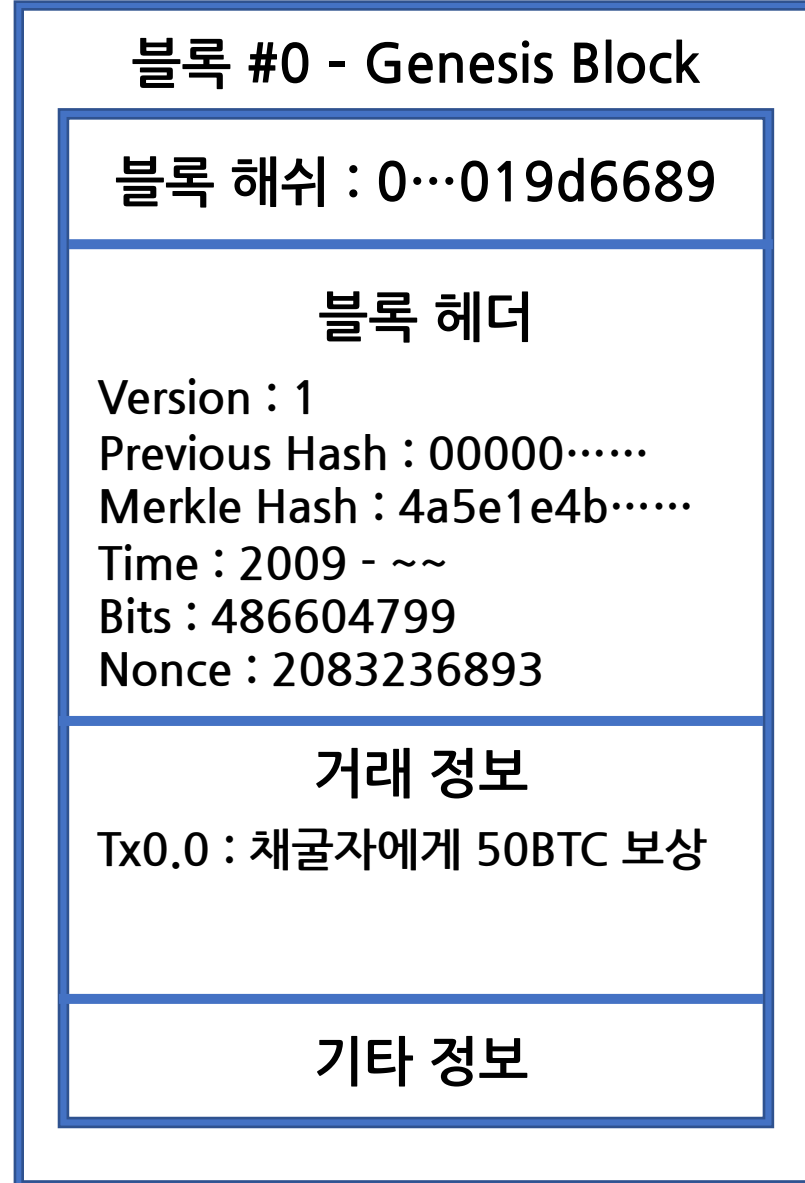 블록 #0 - Genesis Block
블록 해쉬 : 0…019d6689
블록 헤더
Version : 1
Previous Hash : 00000……
Merkle Hash : 4a5e1e4b……
Time : 2009 - ~~
Bits : 486604799
Nonce : 2083236893
거래 정보
Tx0.0 : 채굴자에게 50BTC 보상
기타 정보